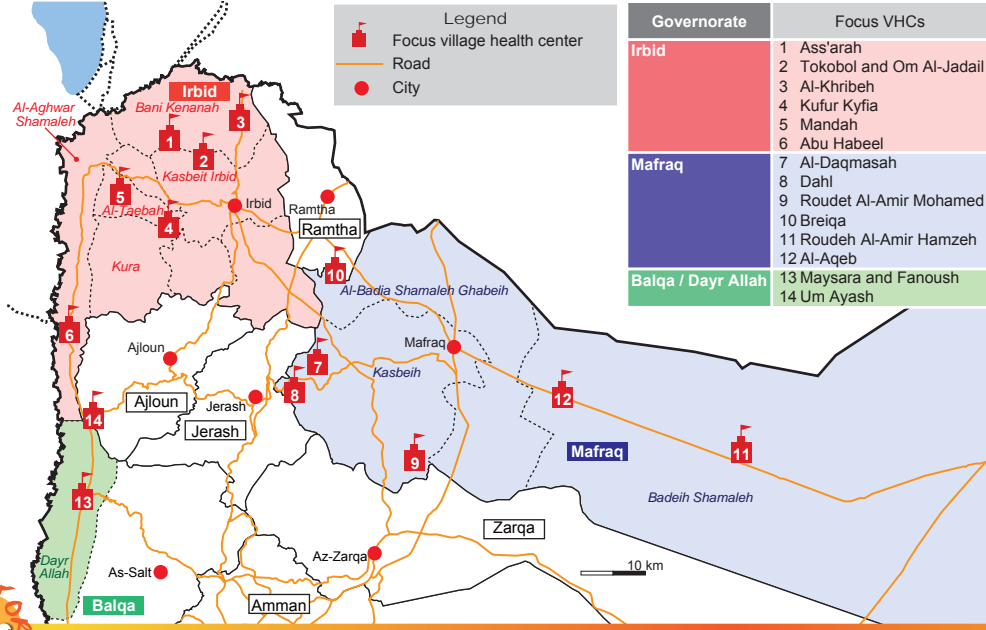 Legend
Focus village health center
Road
City
Governorate Focus VHCs
Irbid
1 Ass'arah
2 Tokobol and Om Al-Jadail
3 Al-Khribeh
4 Kufur Kyfia
5 Mandah
6 Abu Habeel
Mafraq
7 Al-Daqmasah
8 Dahl
9 Roudet Al-Amir Mohamed
10 Breiqa
11 Roudeh Al-Amir Hamzeh
12 Al-Aqeb
Balqa / Dayr Allah
13 Maysara and Fanoush
14 Um Ayash
Irbid
Al-Aghwar
Shamaleh
Bani Kenanah
3
1
2
Kasbeit Irbid
5
Al-Taebah
4
Irbid
Ramtha
Ramtha
Kura
10
Al-Badia Shamaleh Ghabeih
6
Ajloun
Mafraq
7
Kasbeih
8
12
Ajloun
Jerash
14
Jerash
Mafraq
11
9
13
Badeih Shamaleh
Zarqa
Dayr
Allah
As-Salt
Az-Zarqa
10 km
Balqa
Amman